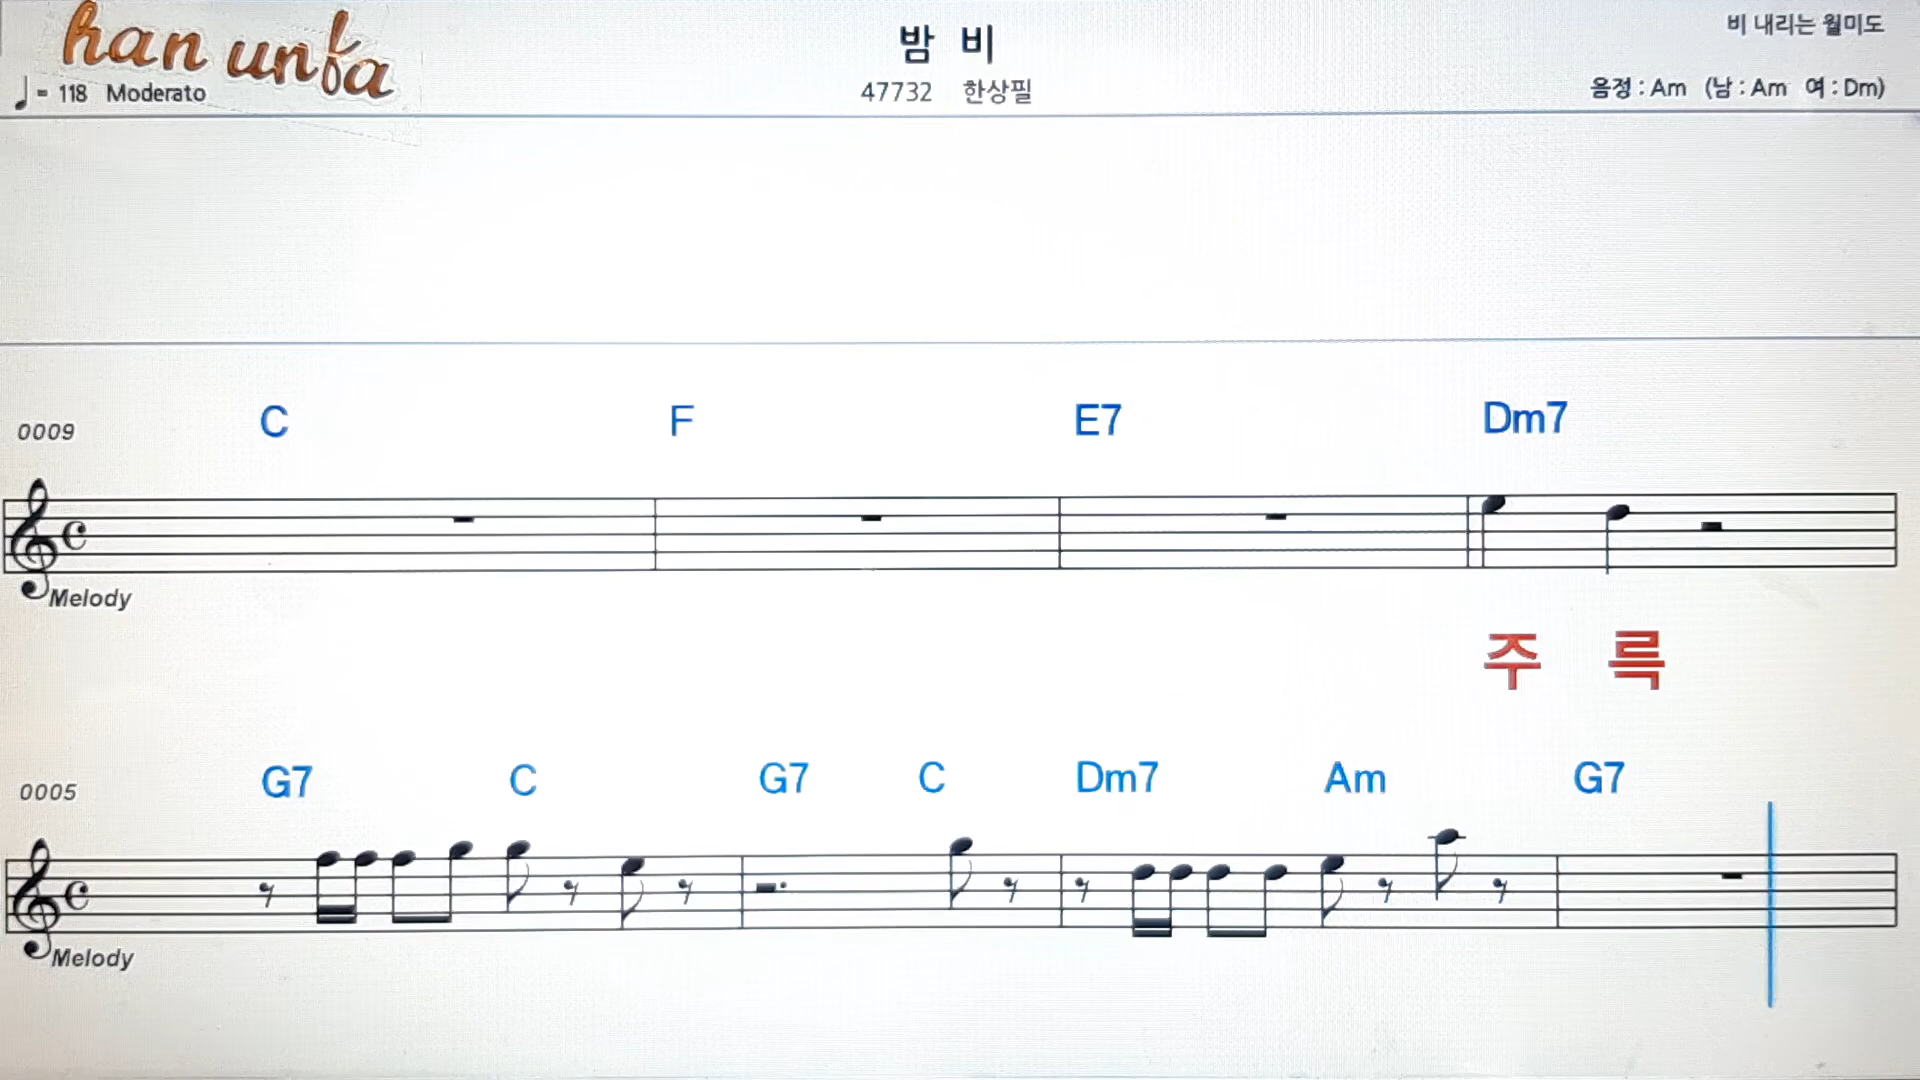 han unfa
밤 비
비 내리는 월미도
♩= 118 Moderato
47732 한상필
음정 : Am (남 : Am 여 : Dm)
0009 C F E7 Dm7
Melody
주 륵
0005 G7 C G7 C Dm7 Am G7
Melody